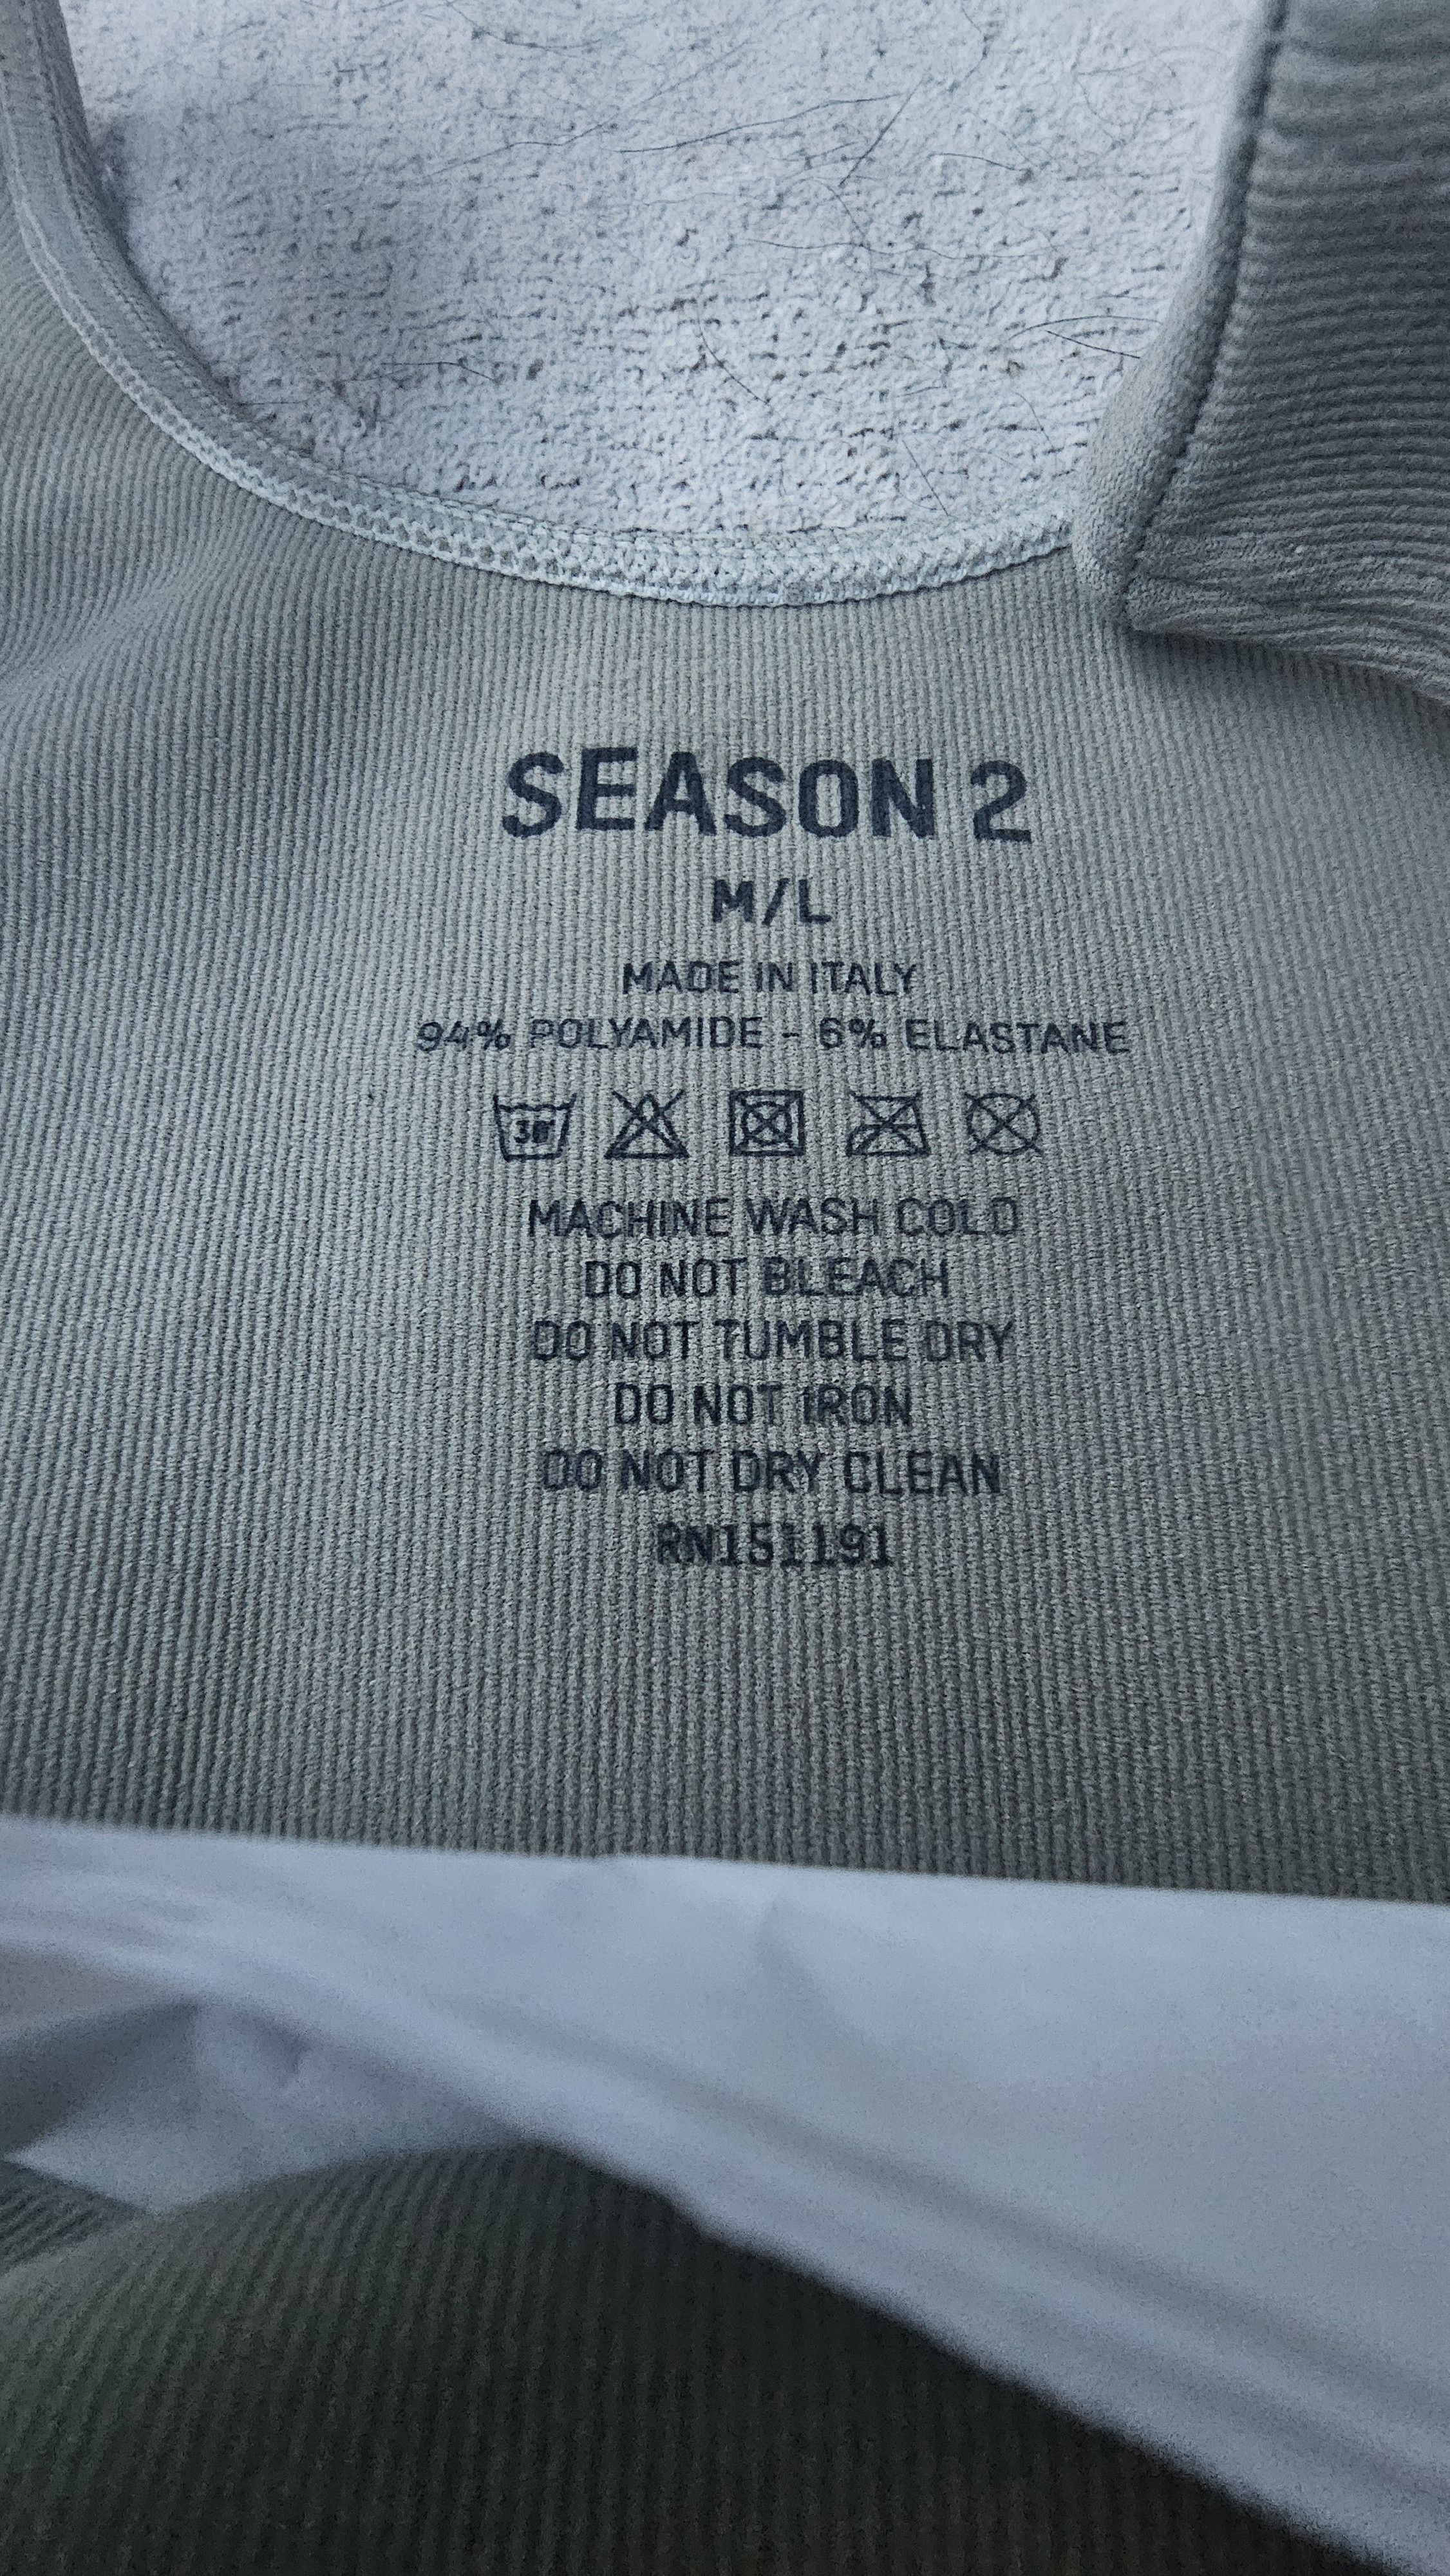 SEASON 2
M/L
MADE IN ITALY
94% POLYAMIDE - 6% ELASTANE
30°
MACHINE WASH COLD
DO NOT BLEACH
DO NOT TUMBLE DRY
DO NOT IRON
DO NOT DRY CLEAN
RN151191